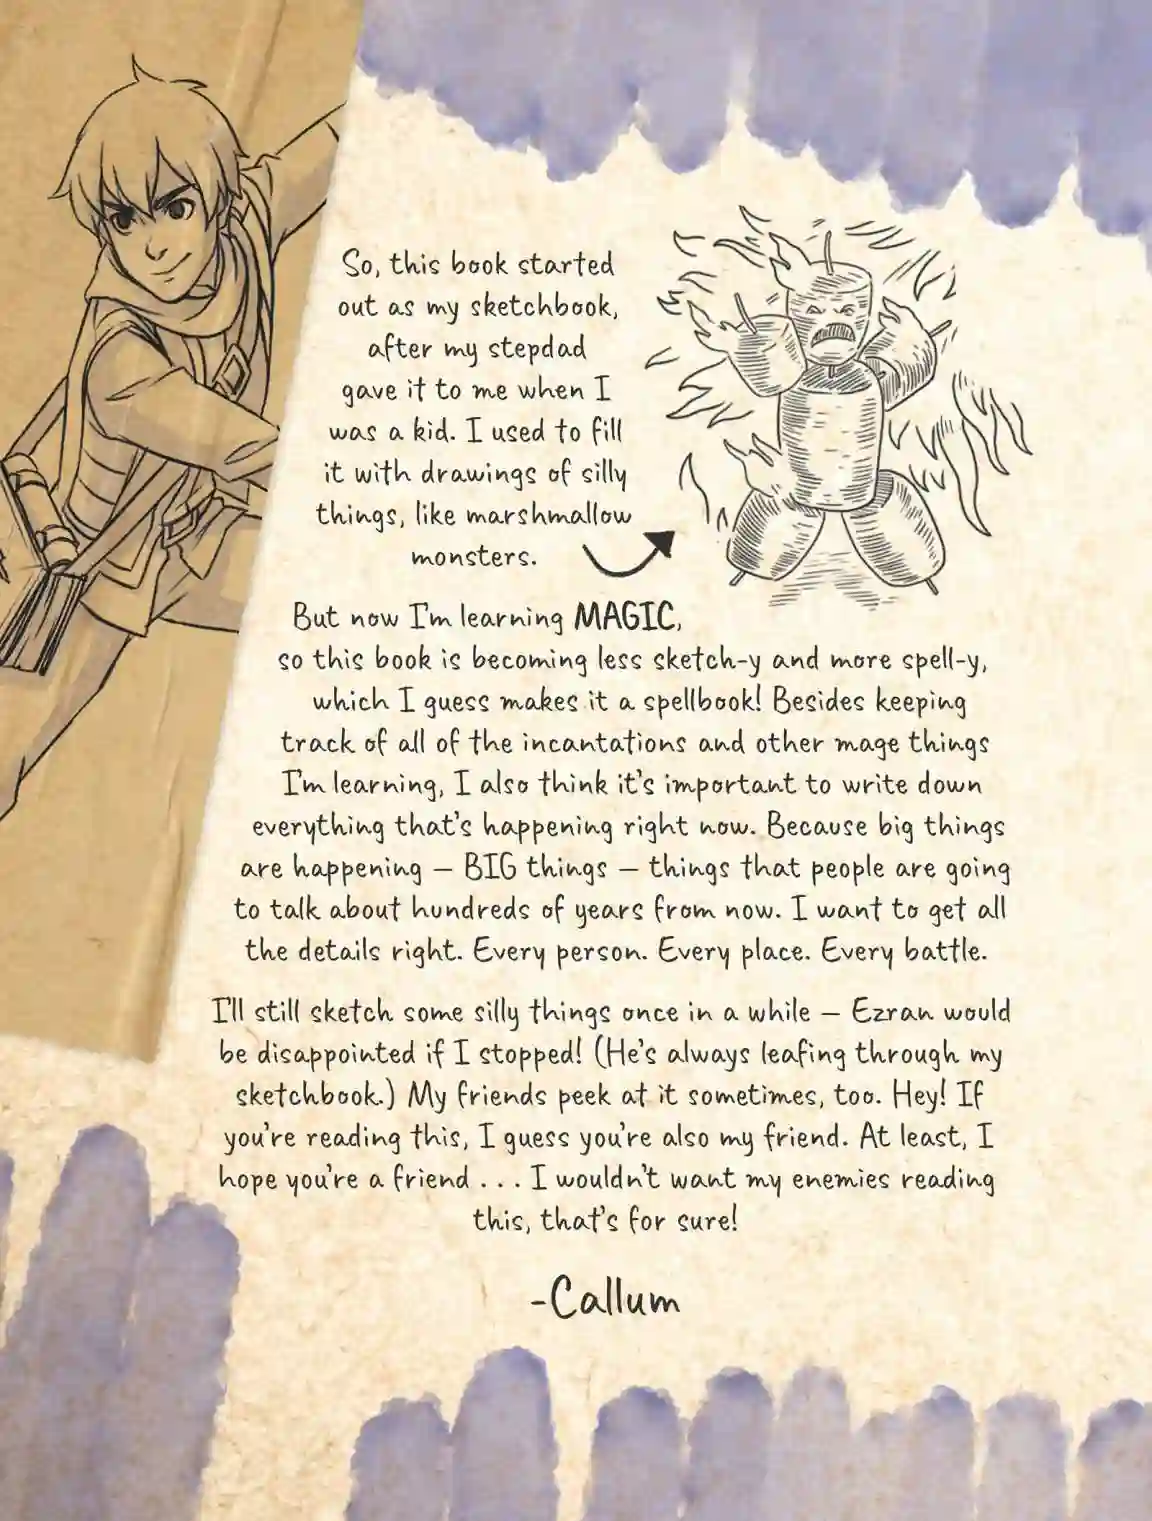 So, this book started
out as my sketchbook,
after my stepdad
gave it to me when I
was a kid. I used to fill
it with drawings of silly
things, like marshmallow
monsters.
But now I'm learning MAGIC,
so this book is becoming less sketch-y and more spell-y,
which I guess makes it a spellbook! Besides keeping
track of all of the incantations and other mage things
I'm learning, I also think it's important to write down
everything that's happening right now. Because big things
are happening — BIG things — things that people are going
to talk about hundreds of years from now. I want to get all
the details right. Every person. Every place. Every battle.
I'll still sketch some silly things once in a while — Ezran would
be disappointed if I stopped! (He's always leafing through my
sketchbook.) My friends peek at it sometimes, too. Hey! If
you're reading this, I guess you're also my friend. At least, I
hope you're a friend . . . I wouldn't want my enemies reading
this, that's for sure!
-Callum